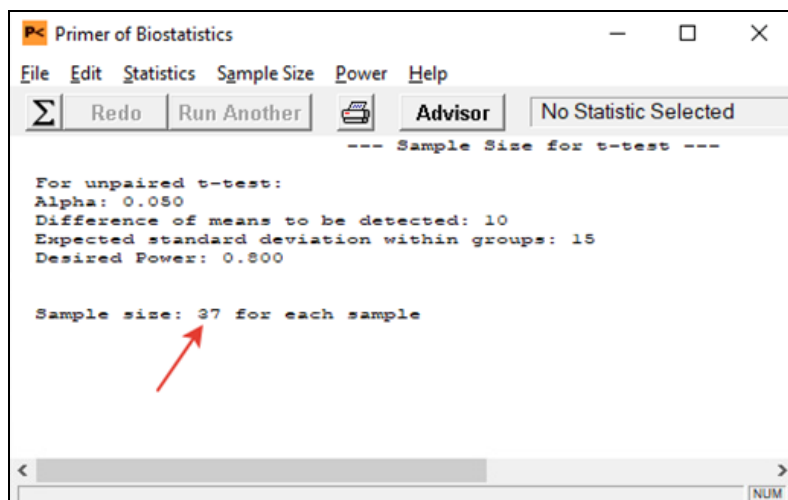 P< Primer of Biostatistics
File Edit Statistics Sample Size Power Help
Σ Redo Run Another Advisor No Statistic Selected
--- Sample Size for t-test ---
For unpaired t-test:
Alpha: 0.050
Difference of means to be detected: 10
Expected standard deviation within groups: 15
Desired Power: 0.800
Sample size: 37 for each sample
NUM